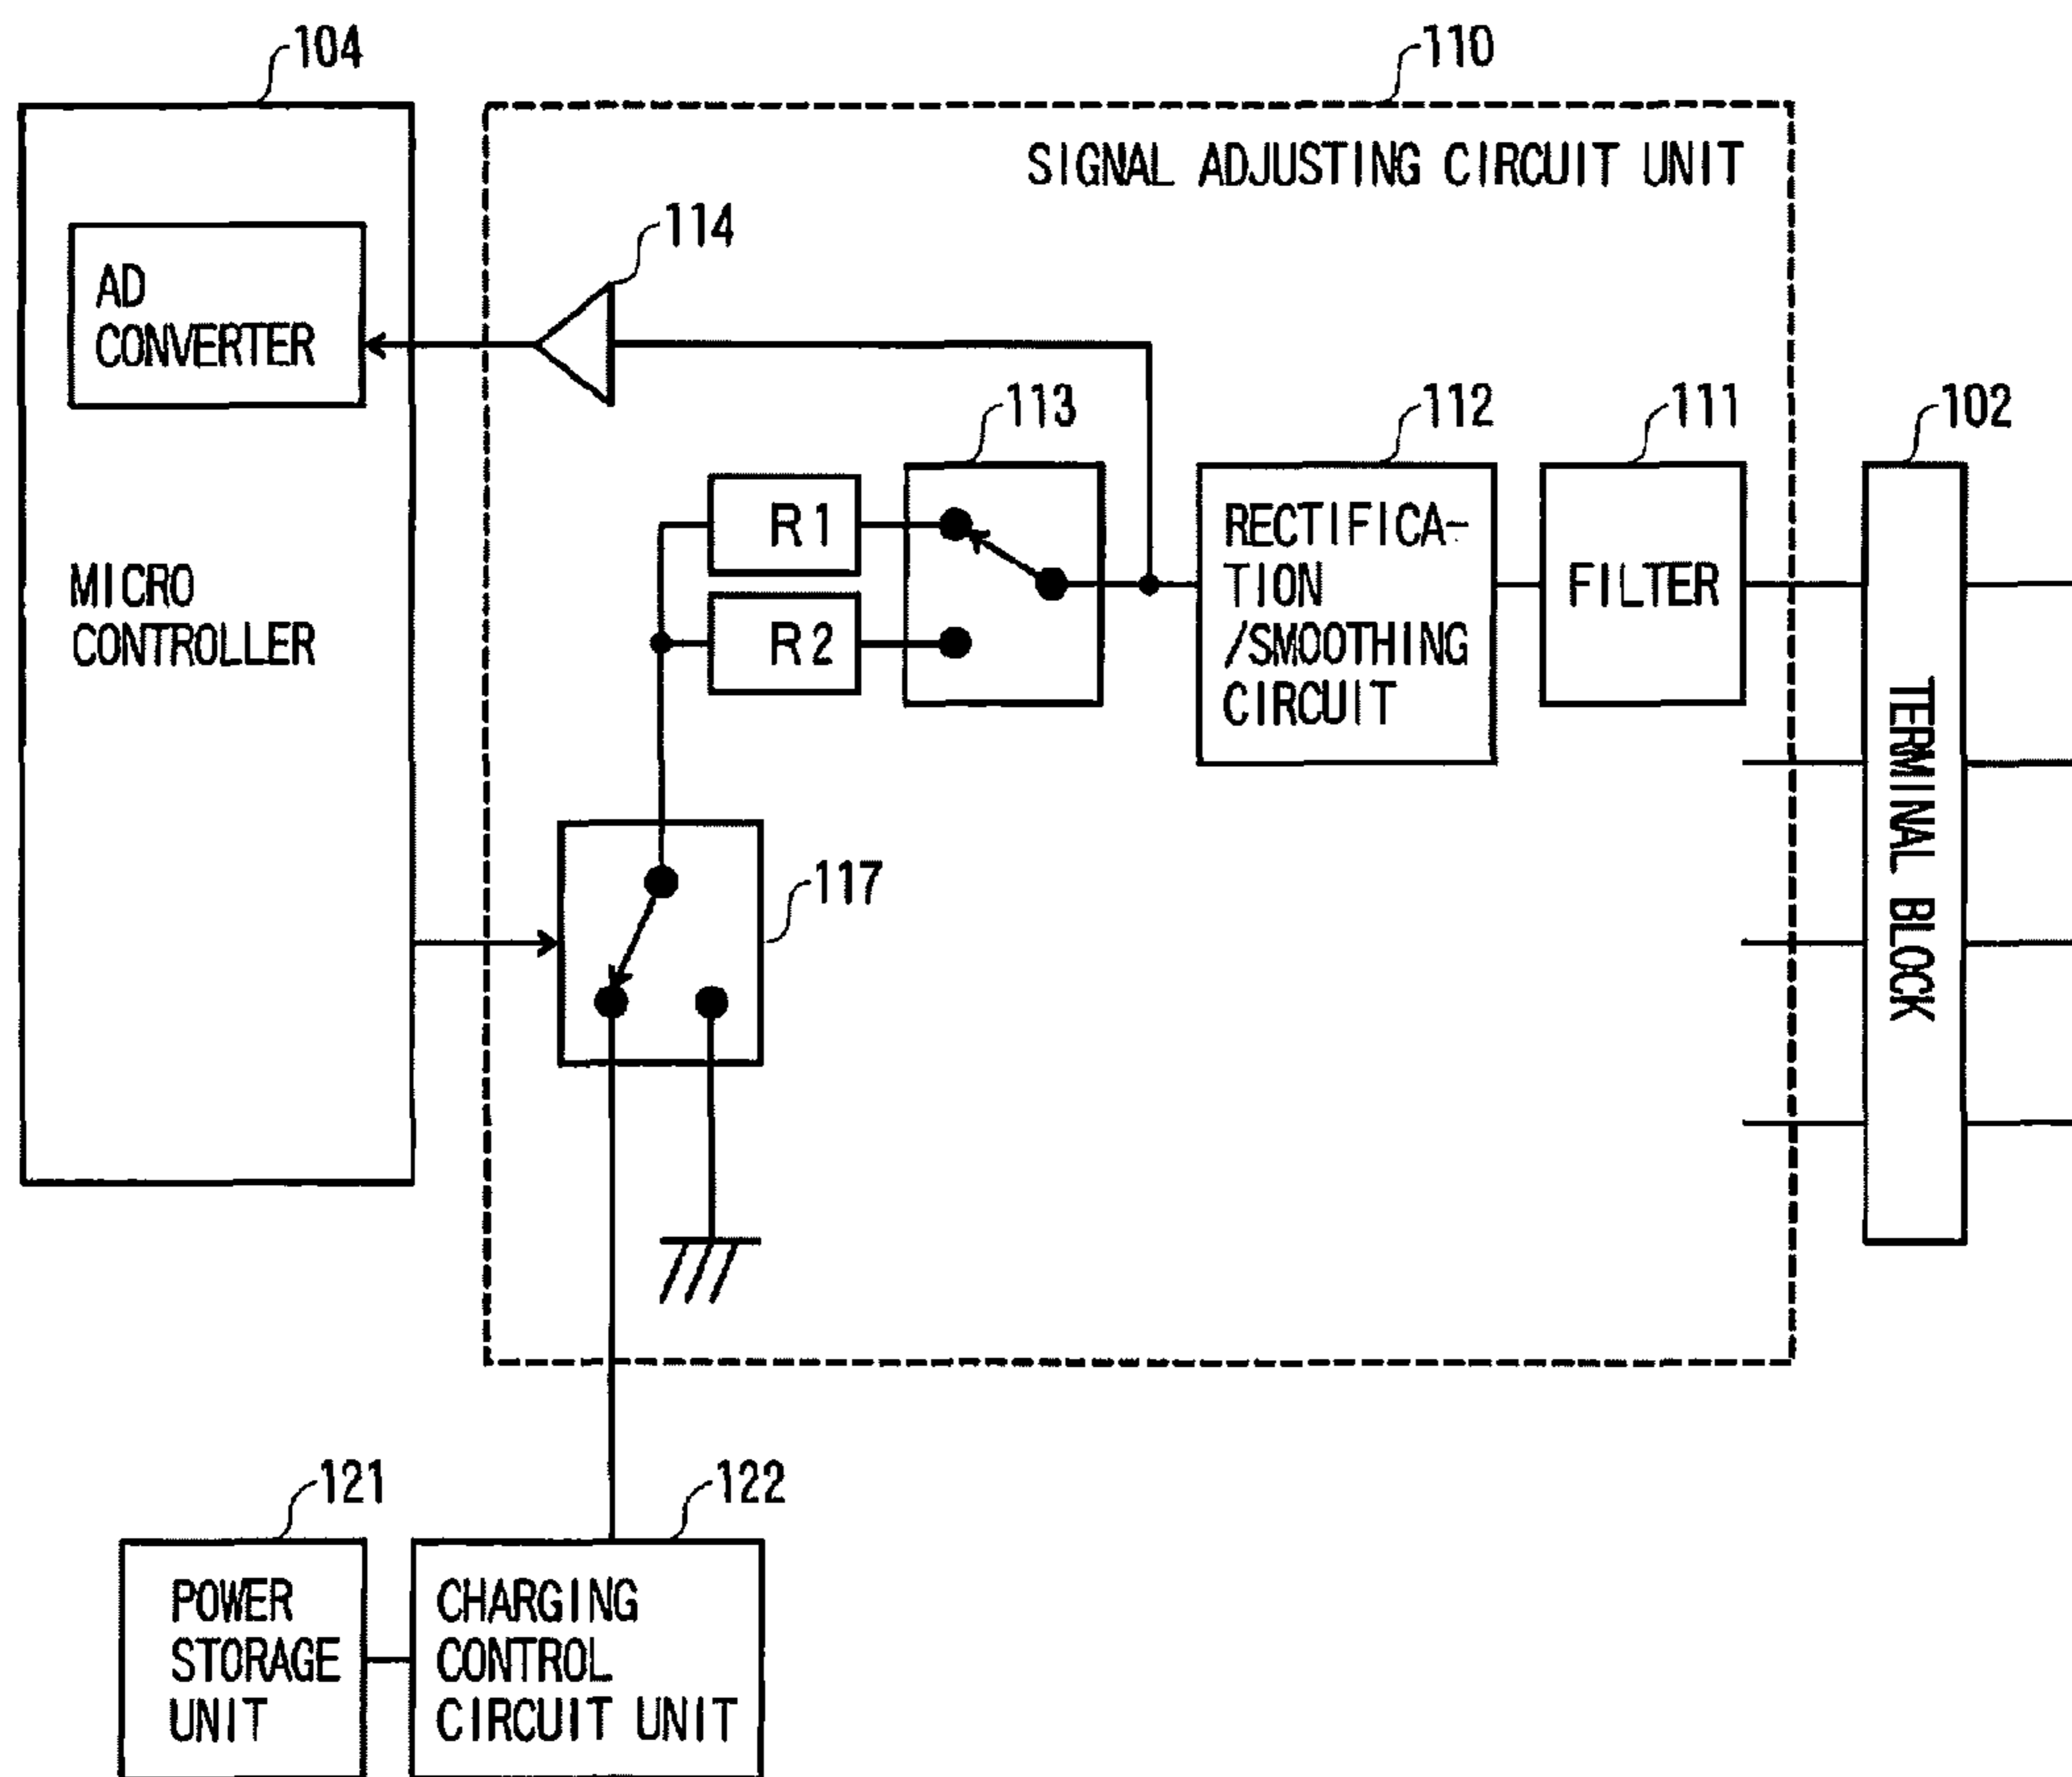 104
110
SIGNAL ADJUSTING CIRCUIT UNIT
114
AD
CONVERTER
113
112
111
102
R1
R2
RECTIFICA-
TION
/SMOOTHING
CIRCUIT
FILTER
MICRO
CONTROLLER
TERMINAL BLOCK
117
121
122
POWER
STORAGE
UNIT
CHARGING
CONTROL
CIRCUIT UNIT